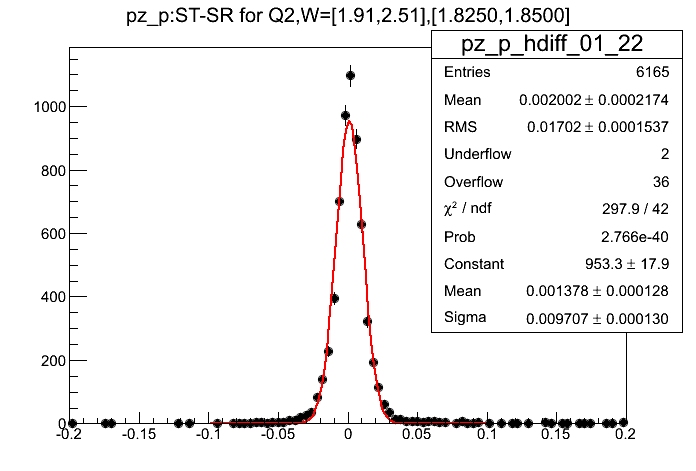 pz_p:ST-SR for Q2,W=[1.91,2.51],[1.8250,1.8500]
pz_p_hdiff_01_22
Entries 6165
Mean 0.002002 ± 0.0002174
RMS 0.01702 ± 0.0001537
Underflow 2
Overflow 36
χ² / ndf 297.9 / 42
Prob 2.766e-40
Constant 953.3 ± 17.9
Mean 0.001378 ± 0.000128
Sigma 0.009707 ± 0.000130
1000
800
600
400
200
0
-0.2 -0.15 -0.1 -0.05 0 0.05 0.1 0.15 0.2